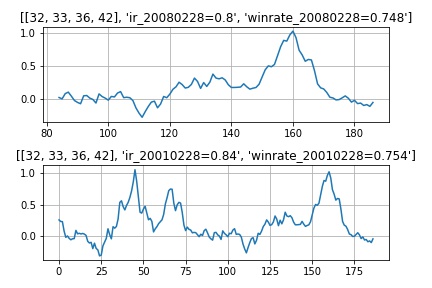 [[32, 33, 36, 42], 'ir_20080228=0.8', 'winrate_20080228=0.748']
1.0
0.5
0.0
80 100 120 140 160 180
[[32, 33, 36, 42], 'ir_20010228=0.84', 'winrate_20010228=0.754']
1.0
0.5
0.0
0 25 50 75 100 125 150 175